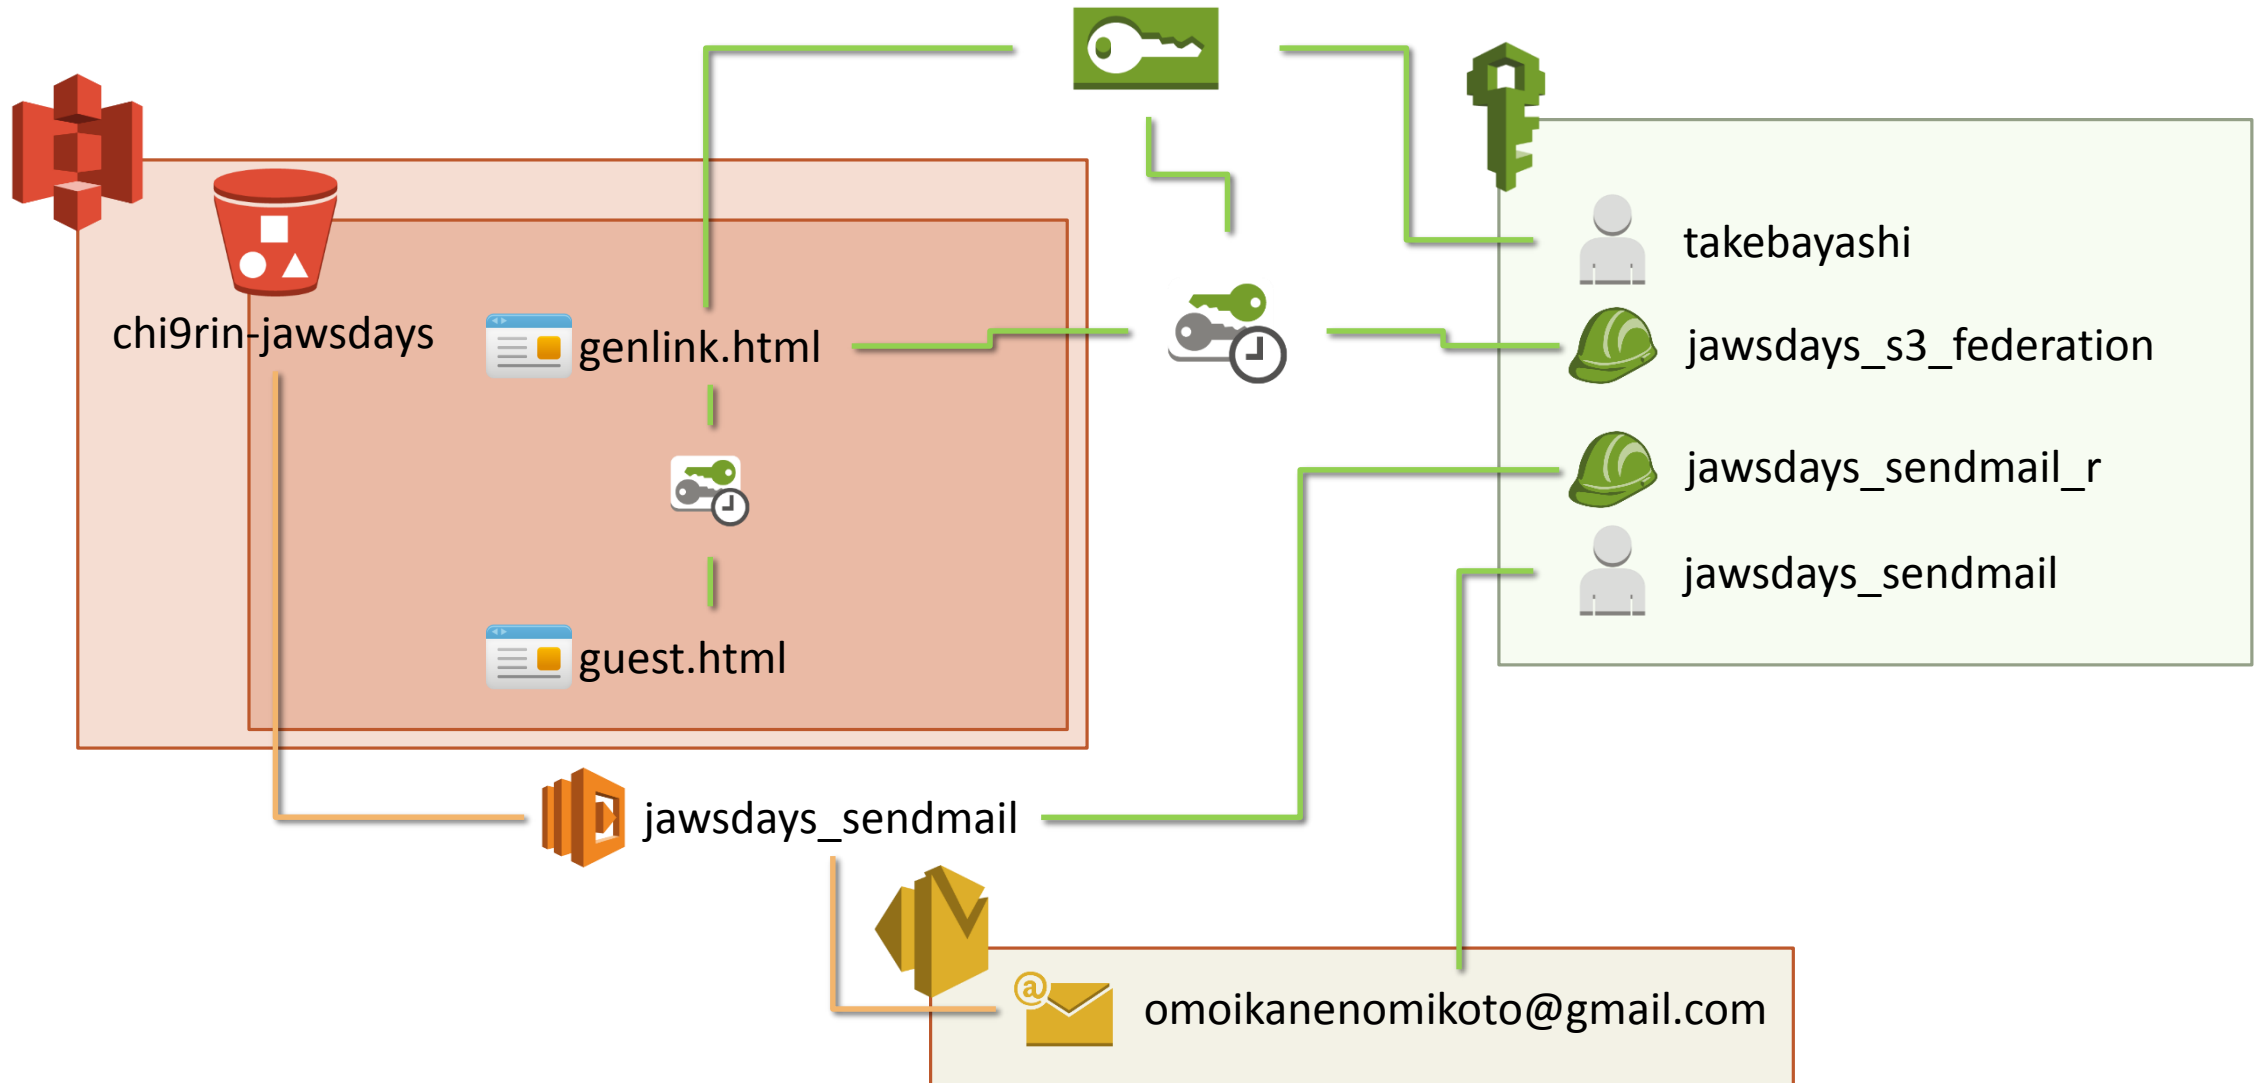 takebayashi
chi9rin-jawsdays
genlink.html
jawsdays_s3_federation
jawsdays_sendmail_r
jawsdays_sendmail
guest.html
jawsdays_sendmail
@
omoikanenomikoto@gmail.com